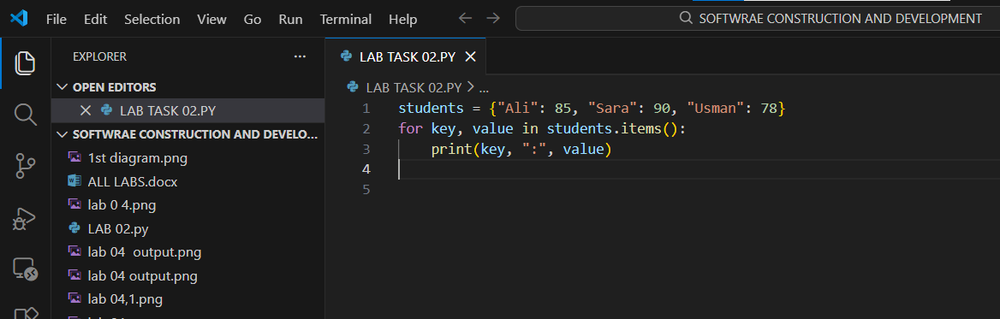 File Edit Selection View Go Run Terminal Help SOFTWRAE CONSTRUCTION AND DEVELOPMENT
EXPLORER ...
OPEN EDITORS
LAB TASK 02.PY
SOFTWRAE CONSTRUCTION AND DEVELO...
1st diagram.png
ALL LABS.docx
lab 0 4.png
LAB 02.py
lab 04  output.png
lab 04 output.png
lab 04,1.png
LAB TASK 02.PY
LAB TASK 02.PY > ...
1 students = {"Ali": 85, "Sara": 90, "Usman": 78}
2 for key, value in students.items():
3     print(key, ":", value)
4
5